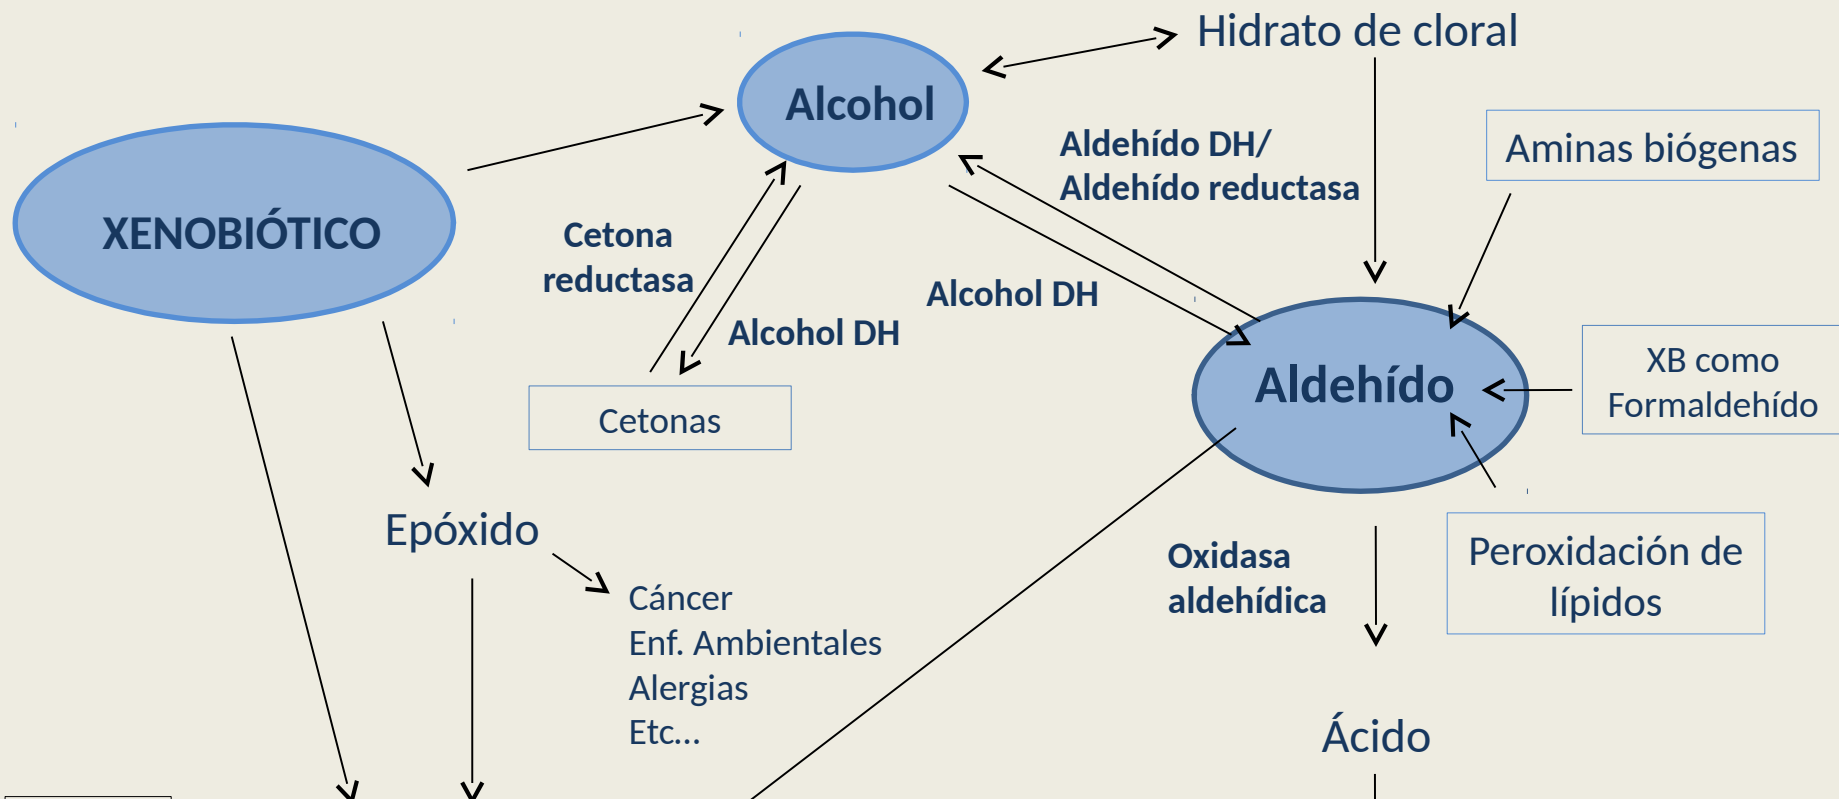 Hidrato de cloral
Alcohol
Aldehído DH/
Aldehído reductasa
Aminas biógenas
XENOBIÓTICO
Cetona
reductasa
Alcohol DH
Alcohol DH
XB como
Formaldehído
Aldehído
Cetonas
Epóxido
Oxidasa
aldehídica
Peroxidación de
lípidos
Cáncer
Enf. Ambientales
Alergias
Etc...
Ácido